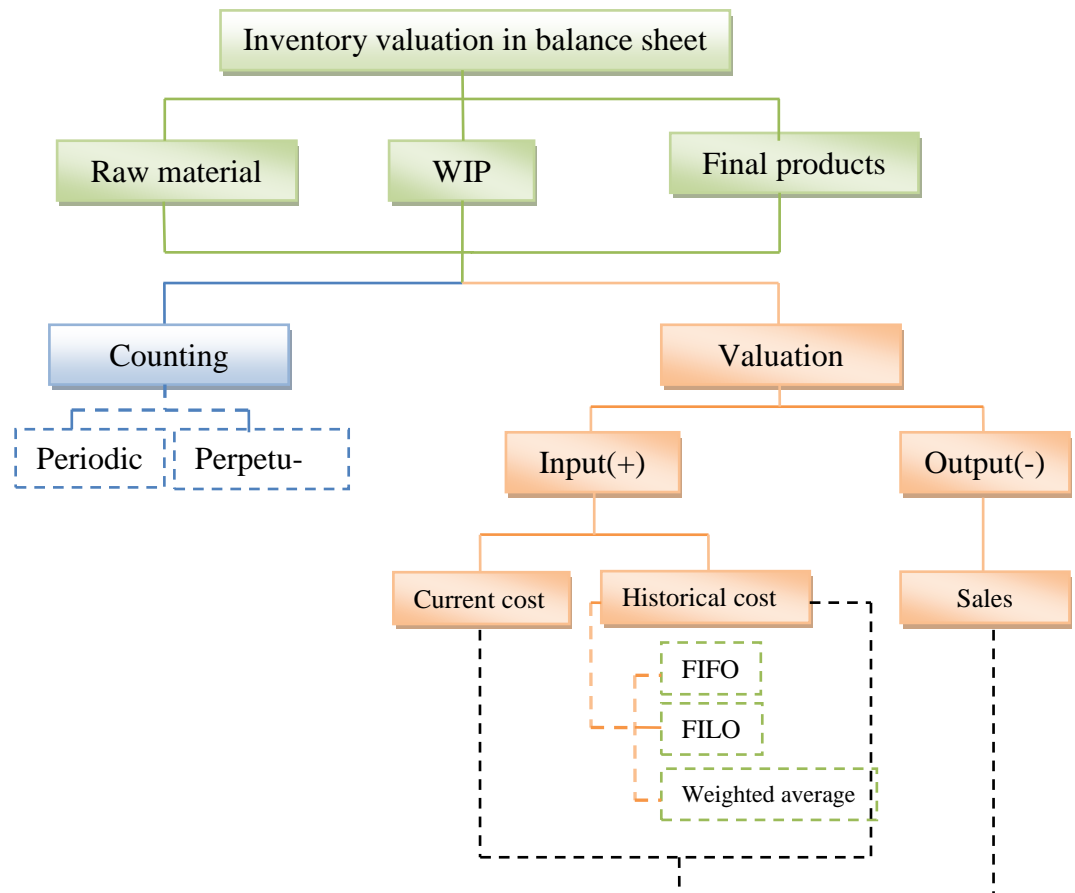 Inventory valuation in balance sheet
Raw material
WIP
Final products
Counting
Valuation
Periodic
Perpetu-
Input(+)
Output(-)
Current cost
Historical cost
Sales
FIFO
FILO
Weighted average